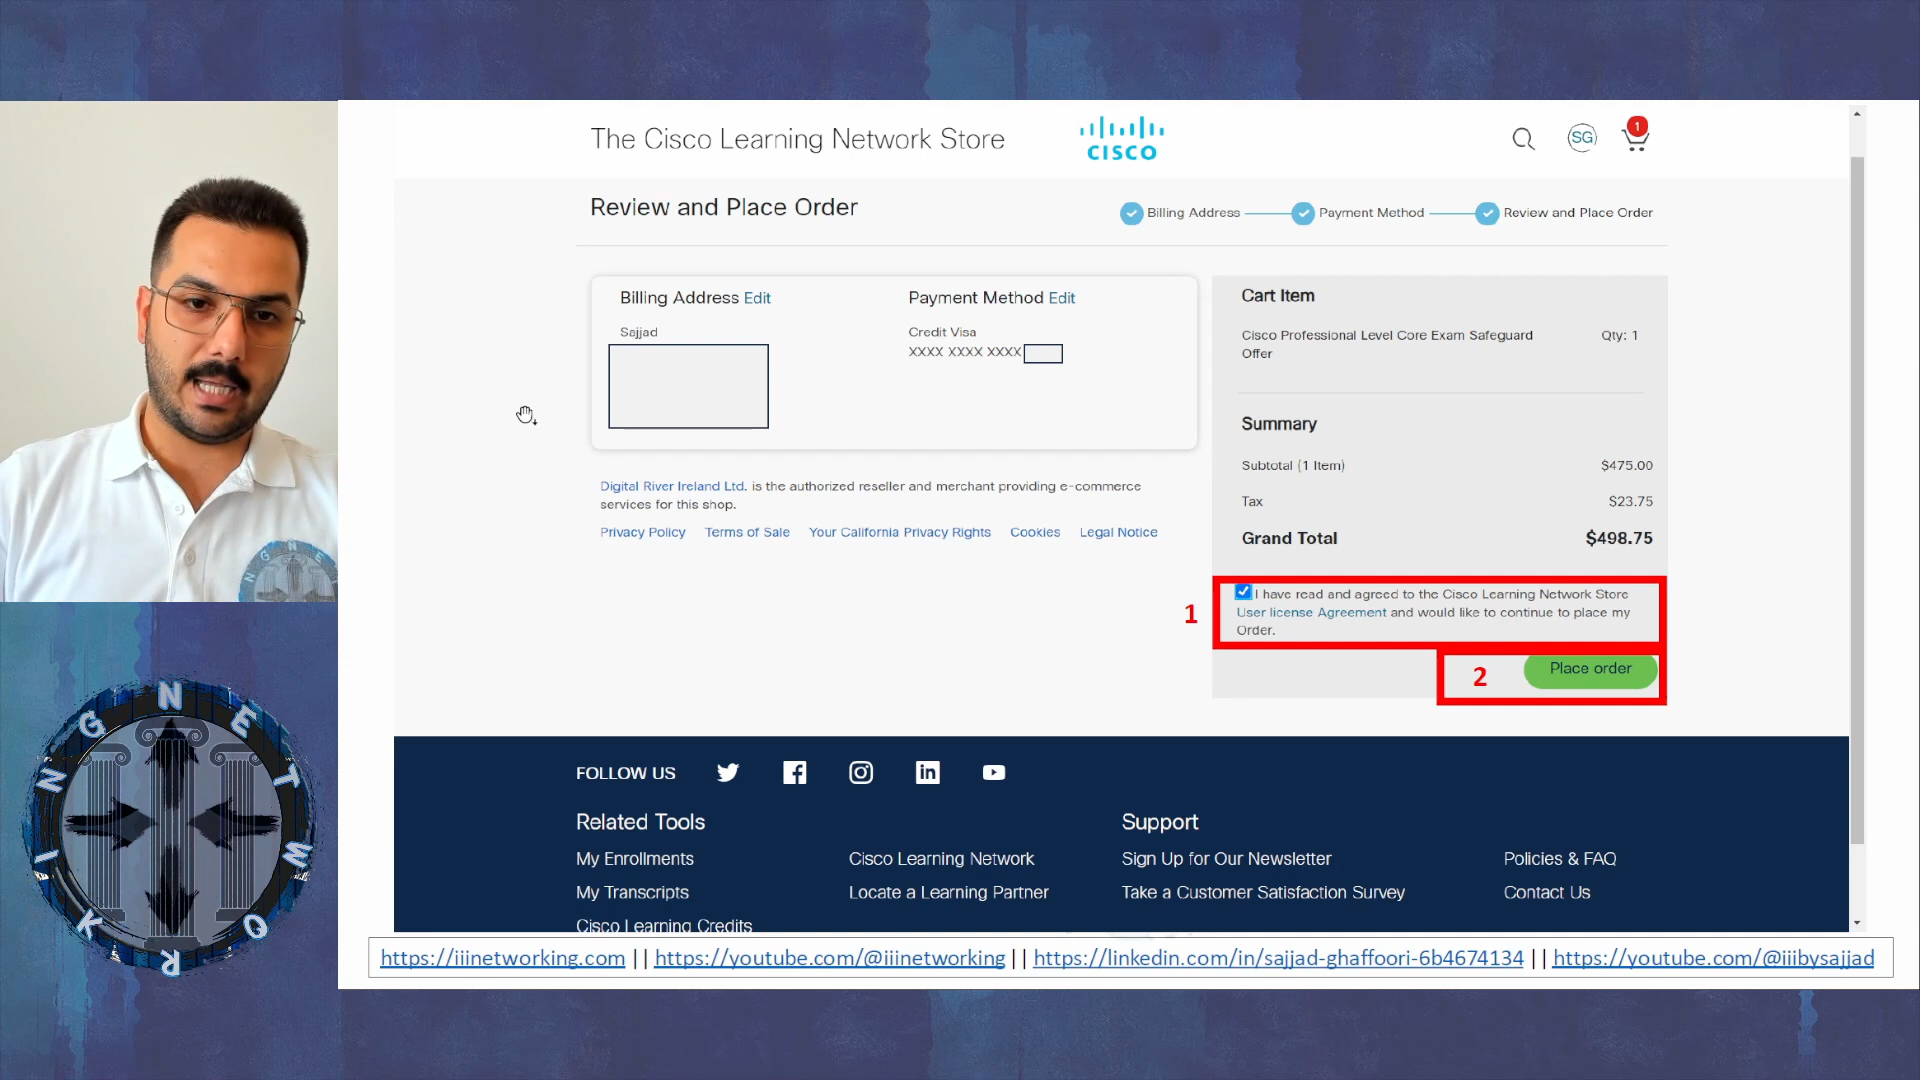 The Cisco Learning Network Store
CISCO
SG
1
Review and Place Order
Billing Address
Payment Method
Review and Place Order
Billing Address Edit
Sajjad
Payment Method Edit
Credit Visa
XXXX XXXX XXXX
Cart Item
Cisco Professional Level Core Exam Safeguard
Offer
Qty: 1
Summary
Subtotal (1 Item) $475.00
Tax $23.75
Grand Total $498.75
Digital River Ireland Ltd. is the authorized reseller and merchant providing e-commerce
services for this shop.
Privacy Policy Terms of Sale Your California Privacy Rights Cookies Legal Notice
1
I have read and agreed to the Cisco Learning Network Store
User license Agreement and would like to continue to place my
Order.
2
Place order
FOLLOW US
in
Related Tools
My Enrollments
My Transcripts
Cisco Learning Credits
Cisco Learning Network
Locate a Learning Partner
Support
Sign Up for Our Newsletter
Take a Customer Satisfaction Survey
Policies & FAQ
Contact Us
https://iiinetworking.com || https://youtube.com/@iiinetworking || https://linkedin.com/in/sajjad-ghaffoori-6b4674134 || https://youtube.com/@iiibysajjad
NETWORKING
GNE